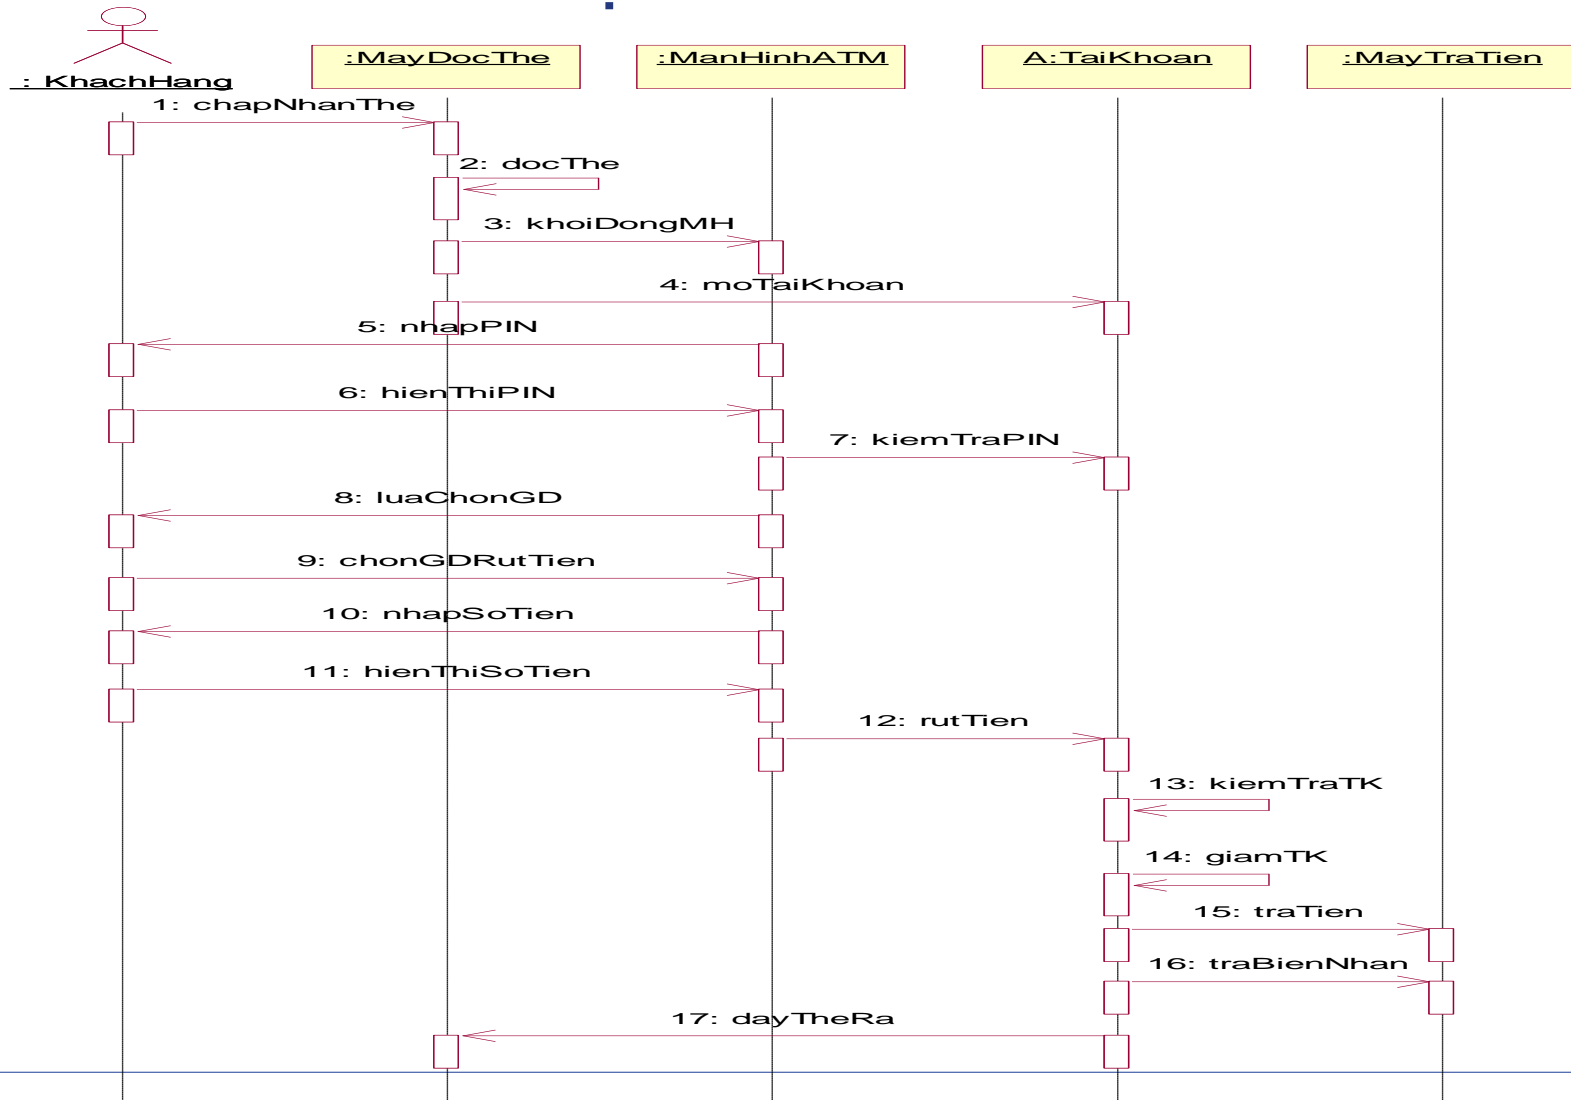 : KhachHang
:MayDocThe
:ManHinhATM
A:TaiKhoan
:MayTraTien
1: chapNhanThe
2: docThe
3: khoiDongMH
4: moTaiKhoan
5: nhapPIN
6: hienThiPIN
7: kiemTraPIN
8: luaChonGD
9: chonGDRutTien
10: nhapSoTien
11: hienThiSoTien
12: rutTien
13: kiemTraTK
14: giamTK
15: traTien
16: traBienNhan
17: dayTheRa